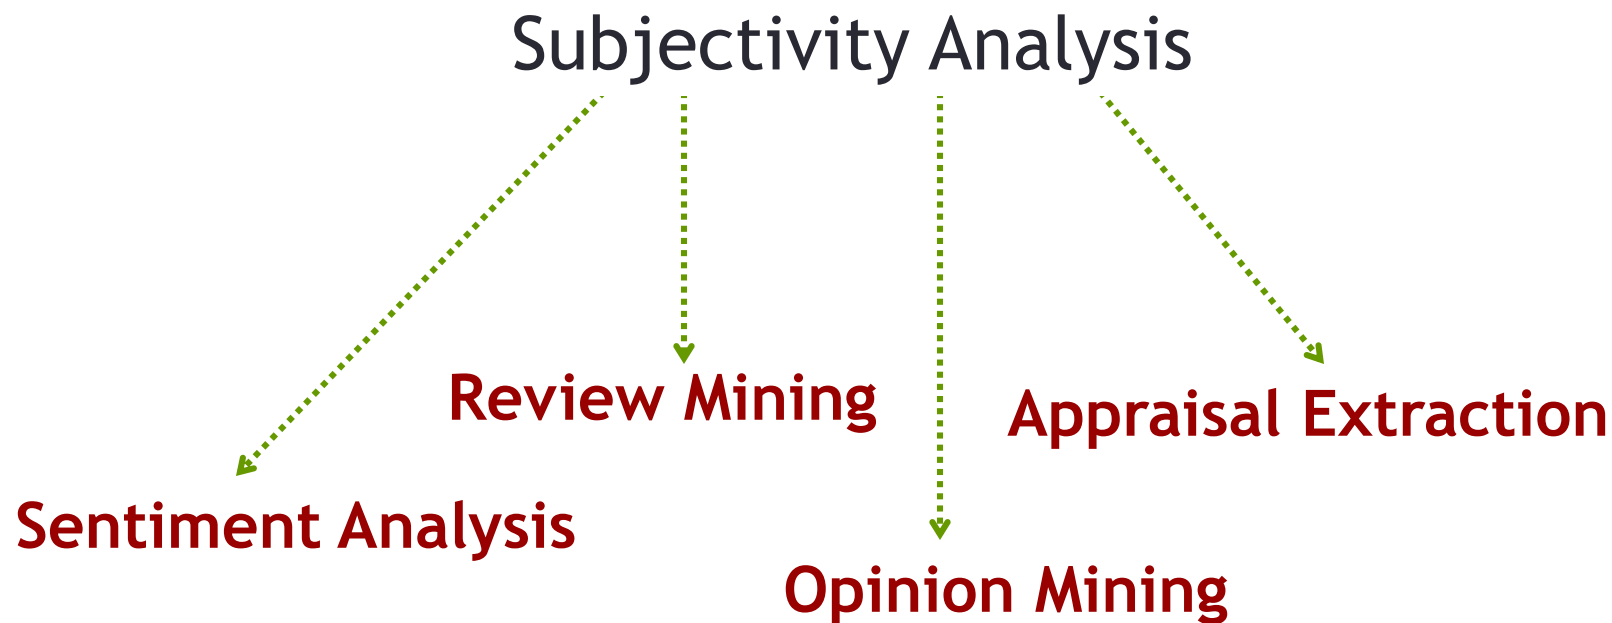 Subjectivity Analysis
Review Mining
Appraisal Extraction
Sentiment Analysis
Opinion Mining